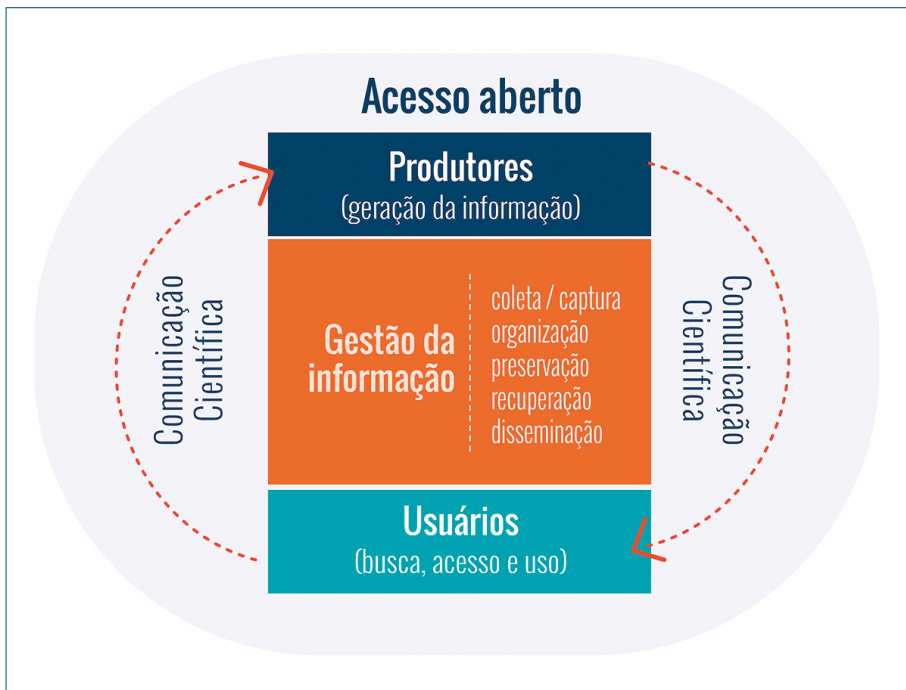 Acesso aberto
Produtores
(geração da informação)
Comunicação
Científica
Gestão da
informação
coleta / captura
organização
preservação
recuperação
disseminação
Comunicação
Científica
Usuários
(busca, acesso e uso)